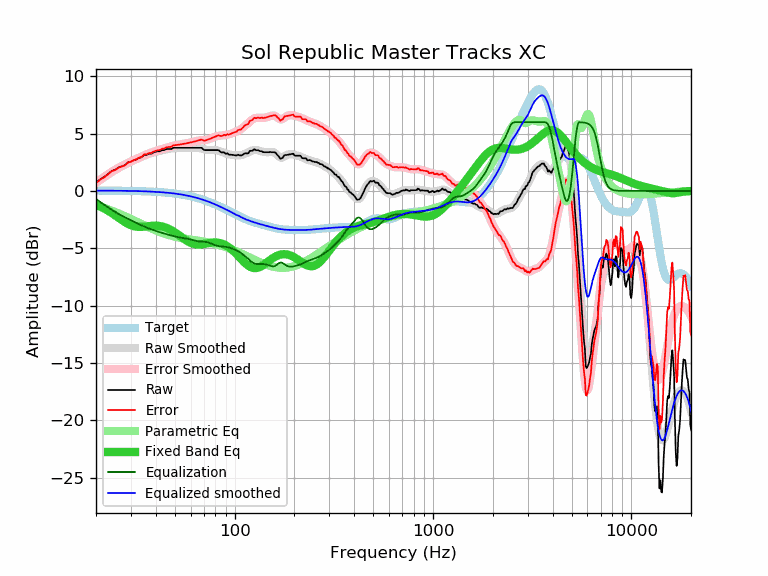 Sol Republic Master Tracks XC
10
5
0
−5
−10
−15
−20
−25
Amplitude (dBr)
Target
Raw Smoothed
Error Smoothed
Raw
Error
Parametric Eq
Fixed Band Eq
Equalization
Equalized smoothed
100
1000
10000
Frequency (Hz)